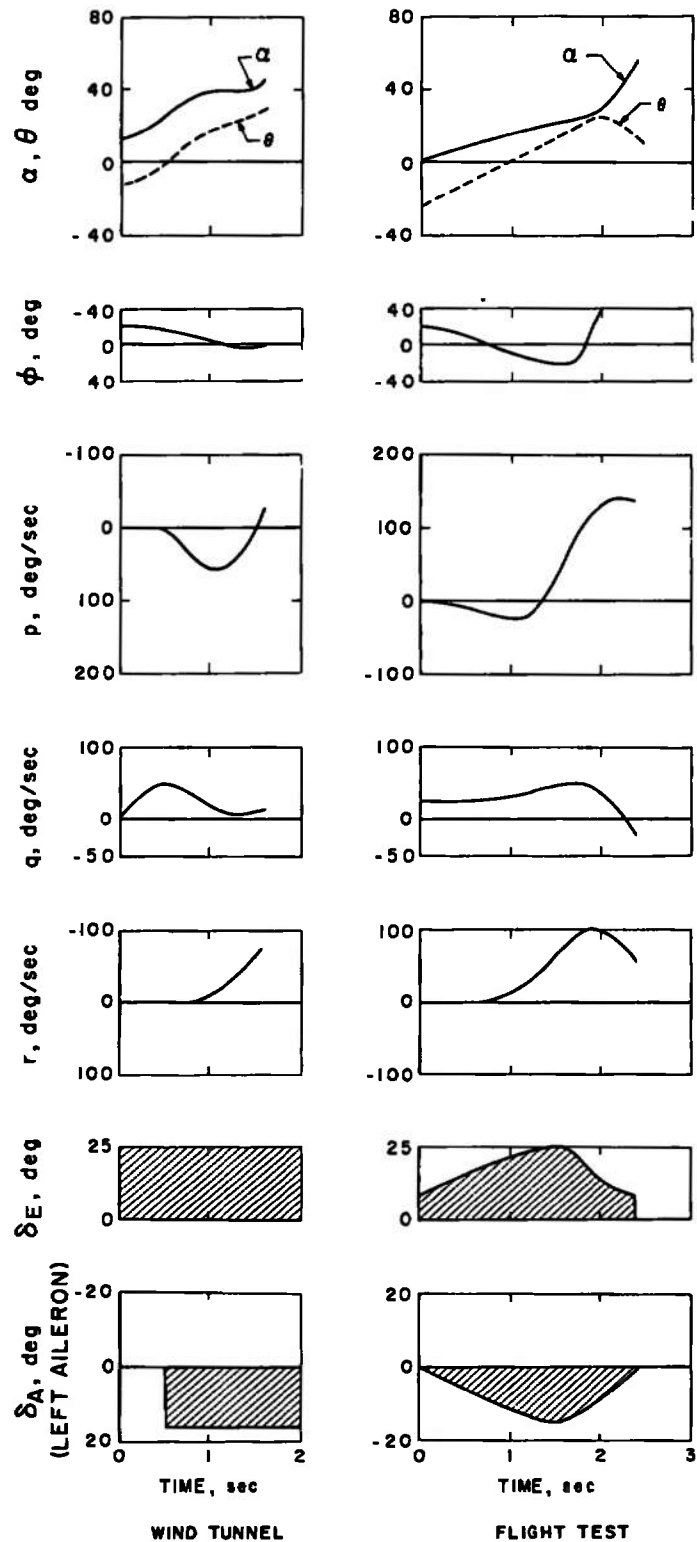 80
40
0
-40
α, θ deg
α
θ
80
40
0
-40
α
θ
-40
0
40
ϕ, deg
40
0
-40
-100
0
100
200
p, deg/sec
200
100
0
-100
100
0
-50
q, deg/sec
100
0
-50
-100
0
100
r, deg/sec
100
0
-100
25
0
δE, deg
25
0
-20
0
20
δA, deg
(LEFT AILERON)
20
0
-20
0 1 2
0 1 2 3
TIME, sec
TIME, sec
WIND TUNNEL
FLIGHT TEST